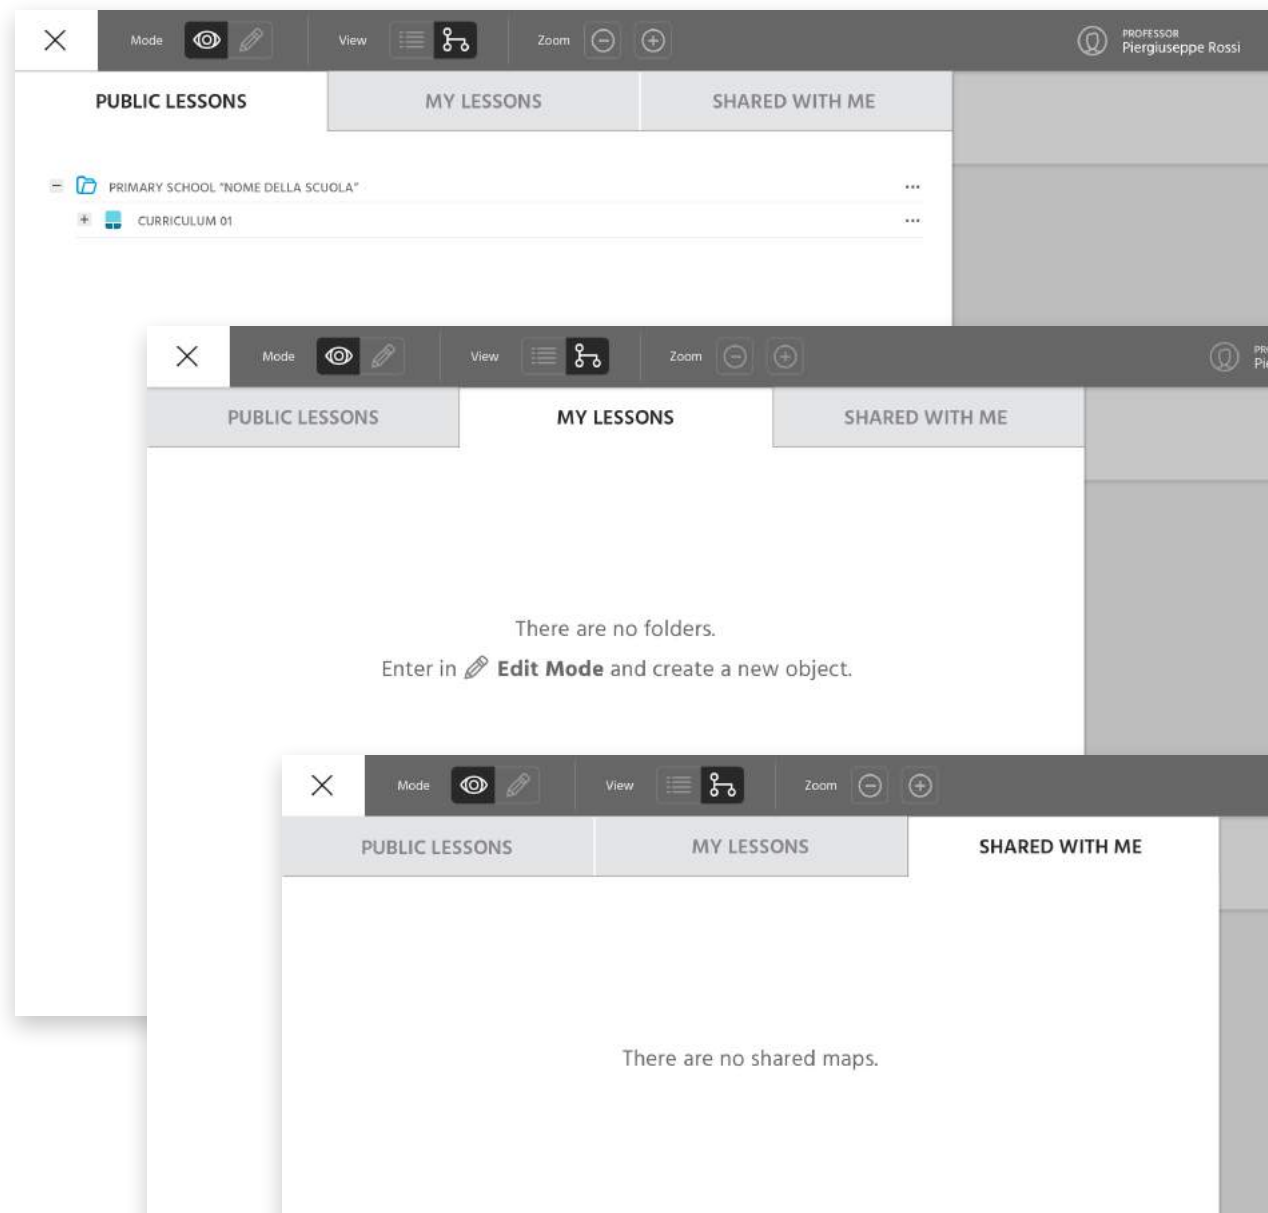 Mode View Zoom PROFESSOR
Piergiuseppe Rossi
PUBLIC LESSONS MY LESSONS SHARED WITH ME
PRIMARY SCHOOL "NOME DELLA SCUOLA" ...
CURRICULUM 01 ...
Mode View Zoom
PUBLIC LESSONS MY LESSONS SHARED WITH ME
There are no folders.
Enter in Edit Mode and create a new object.
Mode View Zoom
PUBLIC LESSONS MY LESSONS SHARED WITH ME
There are no shared maps.